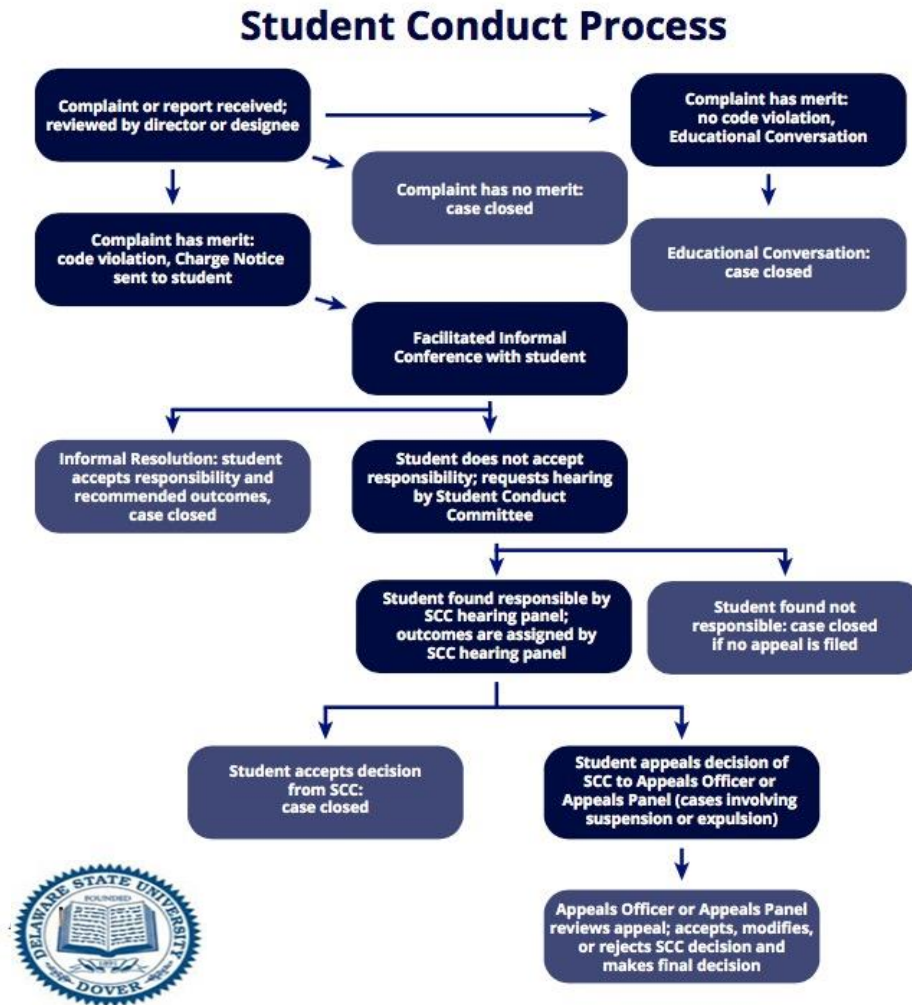 Student Conduct Process
Complaint or report received;
reviewed by director or designee
Complaint has merit:
no code violation,
Educational Conversation
Complaint has no merit:
case closed
Complaint has merit:
code violation, Charge Notice
sent to student
Educational Conversation:
case closed
Facilitated Informal
Conference with student
Informal Resolution: student
accepts responsibility and
recommended outcomes,
case closed
Student does not accept
responsibility; requests hearing
by Student Conduct
Committee
Student found responsible by
SCC hearing panel;
outcomes are assigned by
SCC hearing panel
Student found not
responsible: case closed
if no appeal is filed
Student accepts decision
from SCC:
case closed
Student appeals decision of
SCC to Appeals Officer or
Appeals Panel (cases involving
suspension or expulsion)
Appeals Officer or Appeals Panel
reviews appeal; accepts, modifies,
or rejects SCC decision and
makes final decision
DELAWARE STATE UNIVERSITY
FOUNDED
1891
DOVER